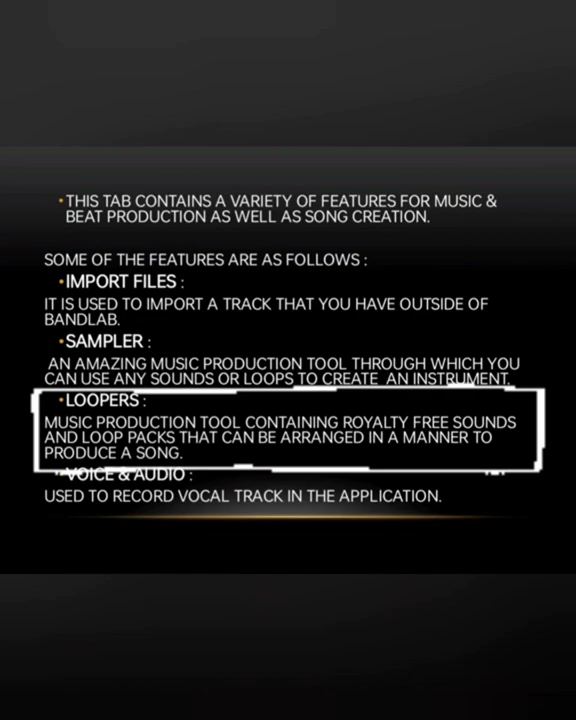 •THIS TAB CONTAINS A VARIETY OF FEATURES FOR MUSIC &
BEAT PRODUCTION AS WELL AS SONG CREATION.
SOME OF THE FEATURES ARE AS FOLLOWS :
•IMPORT FILES :
IT IS USED TO IMPORT A TRACK THAT YOU HAVE OUTSIDE OF
BANDLAB.
•SAMPLER :
AN AMAZING MUSIC PRODUCTION TOOL THROUGH WHICH YOU
CAN USE ANY SOUNDS OR LOOPS TO CREATE AN INSTRUMENT.
•LOOPERS :
MUSIC PRODUCTION TOOL CONTAINING ROYALTY FREE SOUNDS
AND LOOP PACKS THAT CAN BE ARRANGED IN A MANNER TO
PRODUCE A SONG.
•VOICE & AUDIO :
USED TO RECORD VOCAL TRACK IN THE APPLICATION.